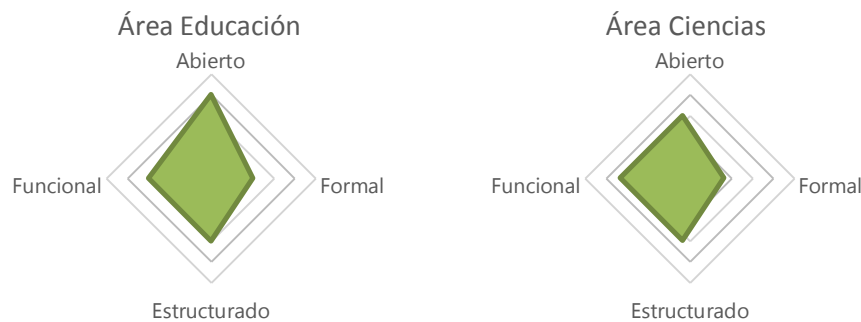 Área Educación
Abierto
Funcional
Formal
Estructurado
Área Ciencias
Abierto
Funcional
Formal
Estructurado